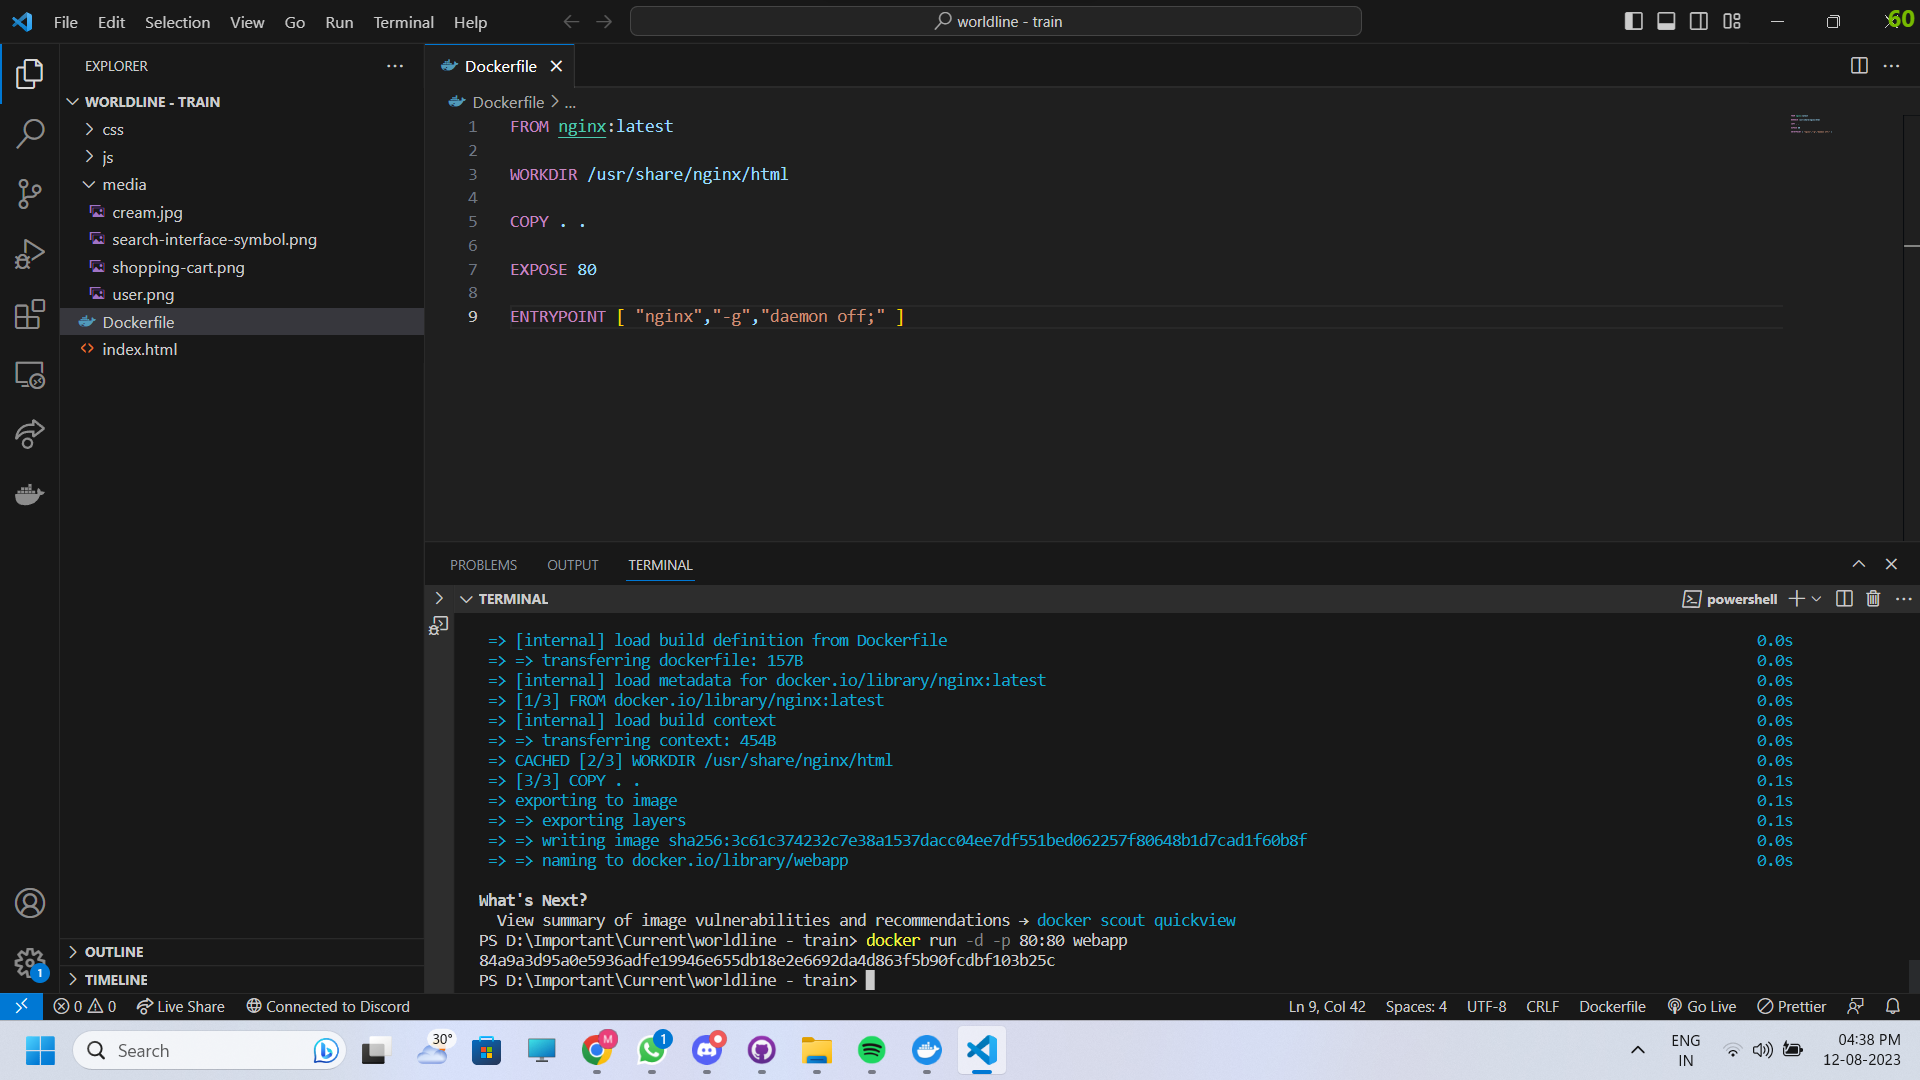 File Edit Selection View Go Run Terminal Help
worldline - train
60
EXPLORER
WORLDLINE - TRAIN
css
js
media
cream.jpg
search-interface-symbol.png
shopping-cart.png
user.png
Dockerfile
index.html
OUTLINE
TIMELINE
1
Dockerfile
Dockerfile > ...
1 FROM nginx:latest
2
3 WORKDIR /usr/share/nginx/html
4
5 COPY . .
6
7 EXPOSE 80
8
9 ENTRYPOINT [ "nginx","-g","daemon off;" ]
PROBLEMS OUTPUT TERMINAL
TERMINAL
powershell
=> [internal] load build definition from Dockerfile 0.0s
=> => transferring dockerfile: 157B 0.0s
=> [internal] load metadata for docker.io/library/nginx:latest 0.0s
=> [1/3] FROM docker.io/library/nginx:latest 0.0s
=> [internal] load build context 0.0s
=> => transferring context: 454B 0.0s
=> CACHED [2/3] WORKDIR /usr/share/nginx/html 0.0s
=> [3/3] COPY . . 0.1s
=> exporting to image 0.1s
=> => exporting layers 0.1s
=> => writing image sha256:3c61c374232c7e38a1537dacc04ee7df551bed062257f80648b1d7cad1f60b8f 0.0s
=> => naming to docker.io/library/webapp 0.0s
What's Next?
View summary of image vulnerabilities and recommendations → docker scout quickview
PS D:\Important\Current\worldline - train> docker run -d -p 80:80 webapp
84a9a3d95a0e5936adfe19946e655db18e2e6692da4d863f5b90fcdbf103b25c
PS D:\Important\Current\worldline - train>
0 0 Live Share Connected to Discord
Ln 9, Col 42 Spaces: 4 UTF-8 CRLF Dockerfile Go Live Prettier
Search
30°
M
1
ENG
IN
04:38 PM
12-08-2023